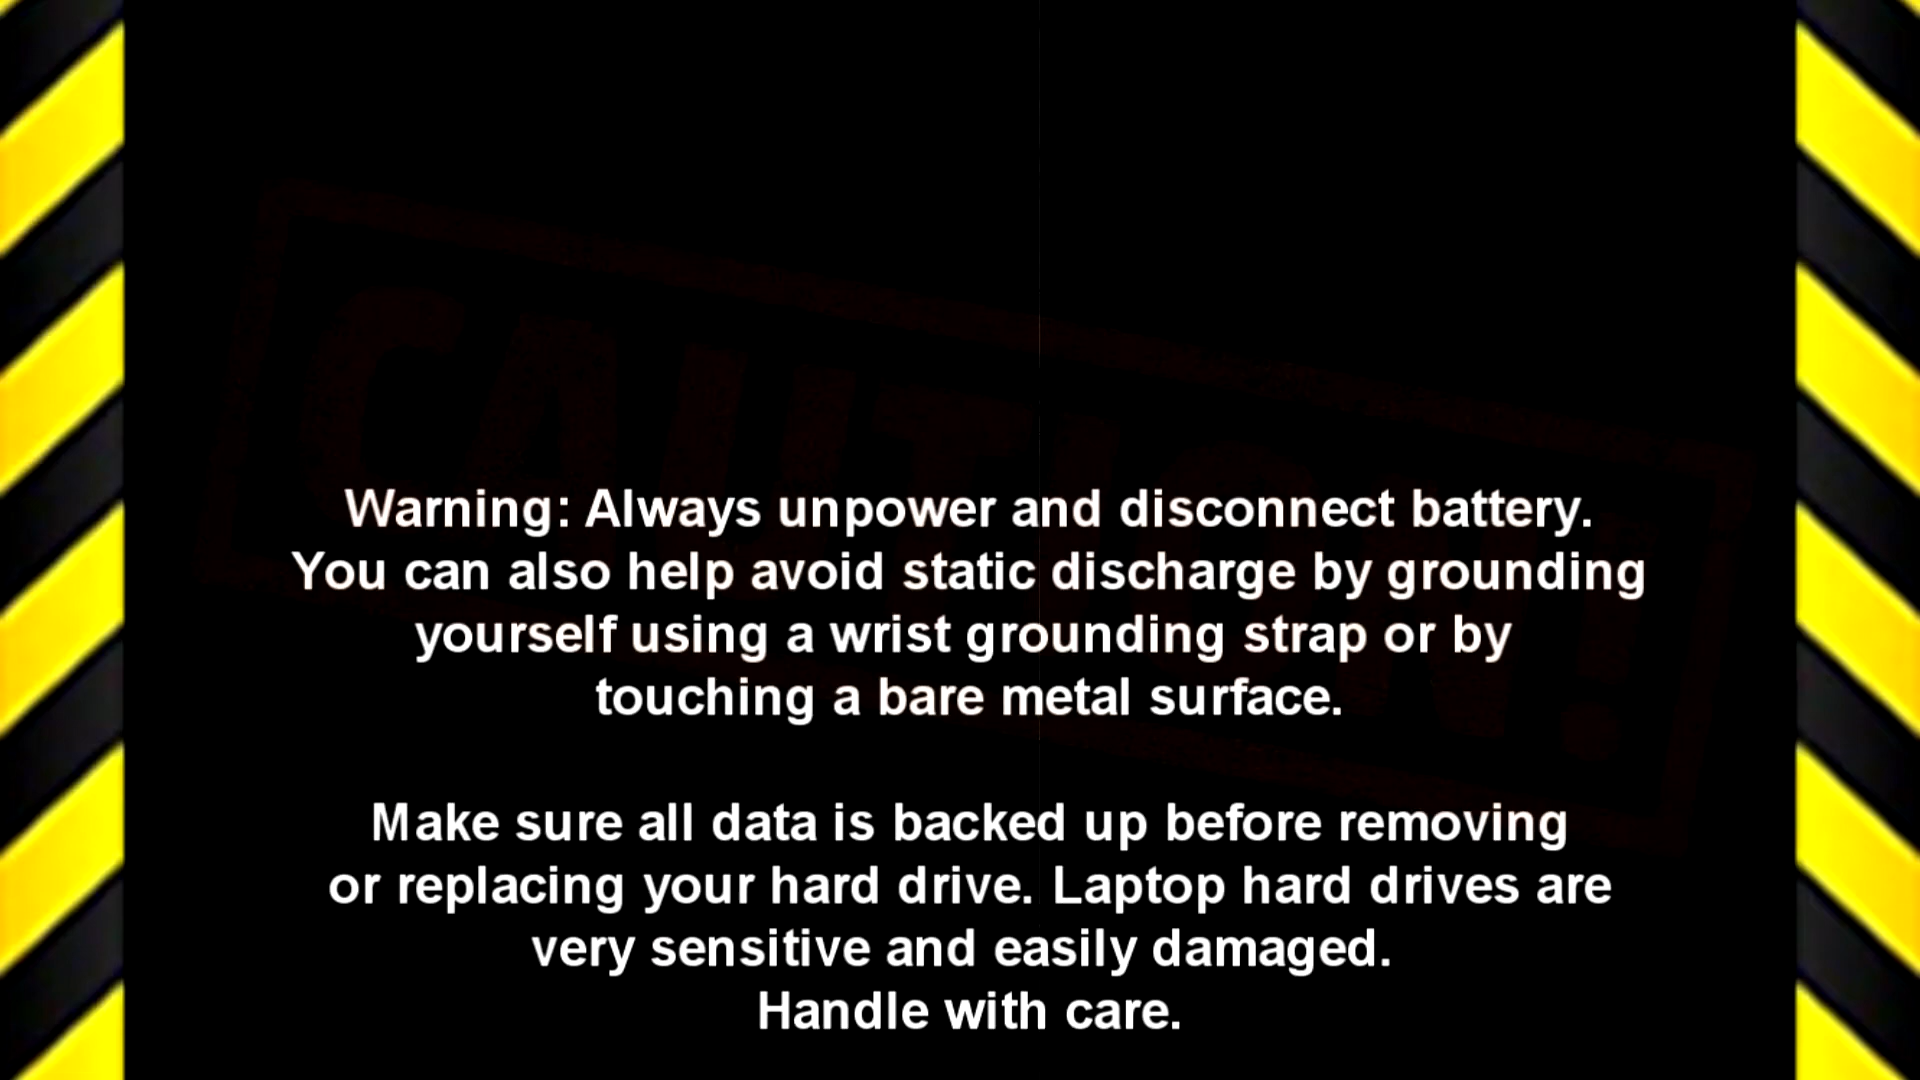 CAUTION!
Warning: Always unpower and disconnect battery.
You can also help avoid static discharge by grounding
yourself using a wrist grounding strap or by
touching a bare metal surface.
Make sure all data is backed up before removing
or replacing your hard drive. Laptop hard drives are
very sensitive and easily damaged.
Handle with care.